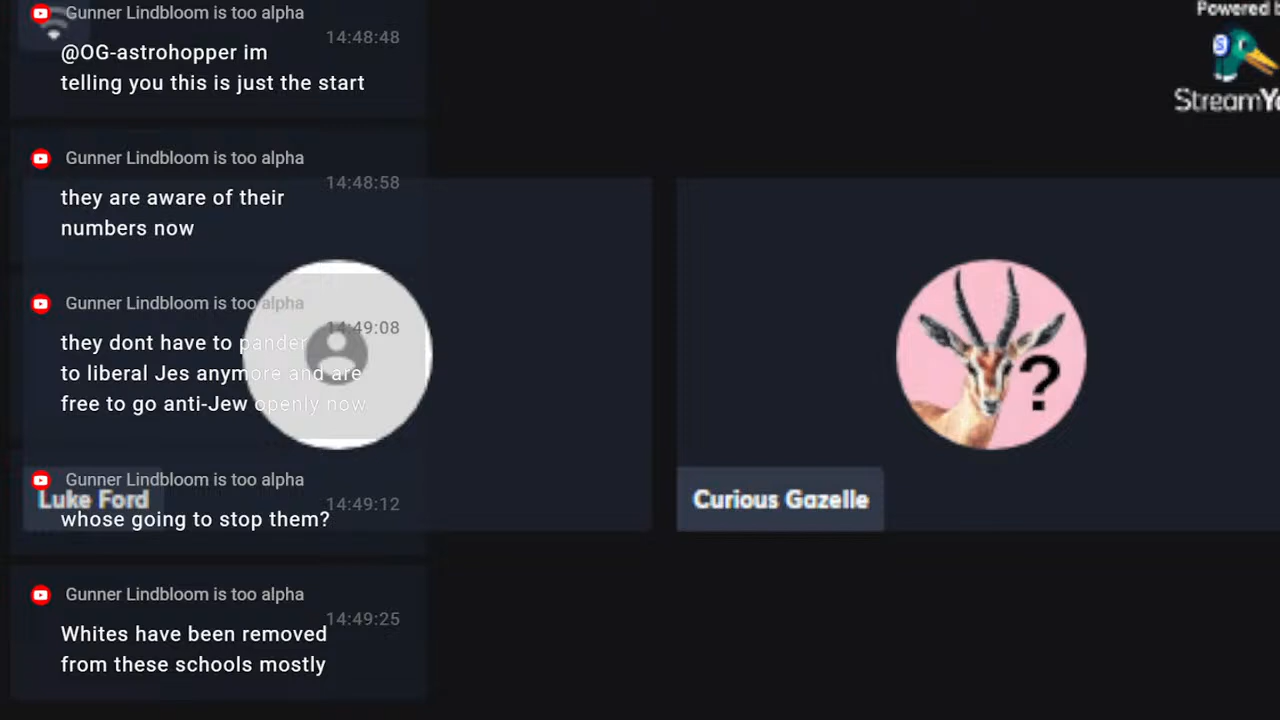 Gunner Lindbloom is too alpha
14:48:48
@OG-astrohopper im
telling you this is just the start
Gunner Lindbloom is too alpha
14:48:58
they are aware of their
numbers now
Gunner Lindbloom is too alpha
14:49:08
they dont have to pander
to liberal Jes anymore and are
free to go anti-Jew openly now
Gunner Lindbloom is too alpha
14:49:12
whose going to stop them?
Luke Ford
Gunner Lindbloom is too alpha
14:49:25
Whites have been removed
from these schools mostly
Powered b
S
StreamYa
?
Curious Gazelle